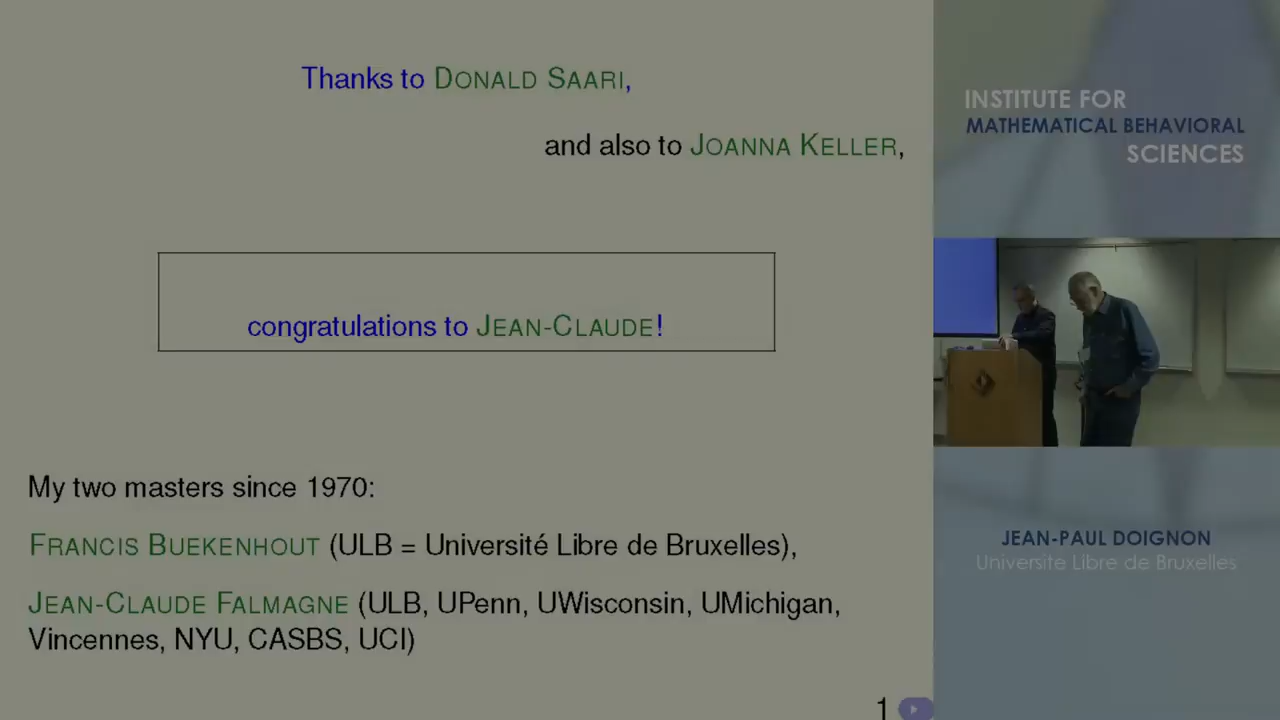 Thanks to DONALD SAARI,
and also to JOANNA KELLER,
congratulations to JEAN-CLAUDE!
My two masters since 1970:
FRANCIS BUEKENHOUT (ULB = Université Libre de Bruxelles),
JEAN-CLAUDE FALMAGNE (ULB, UPenn, UWisconsin, UMichigan,
Vincennes, NYU, CASBS, UCI)
1
INSTITUTE FOR
MATHEMATICAL BEHAVIORAL
SCIENCES
JEAN-PAUL DOIGNON
Universite Libre de Bruxelles